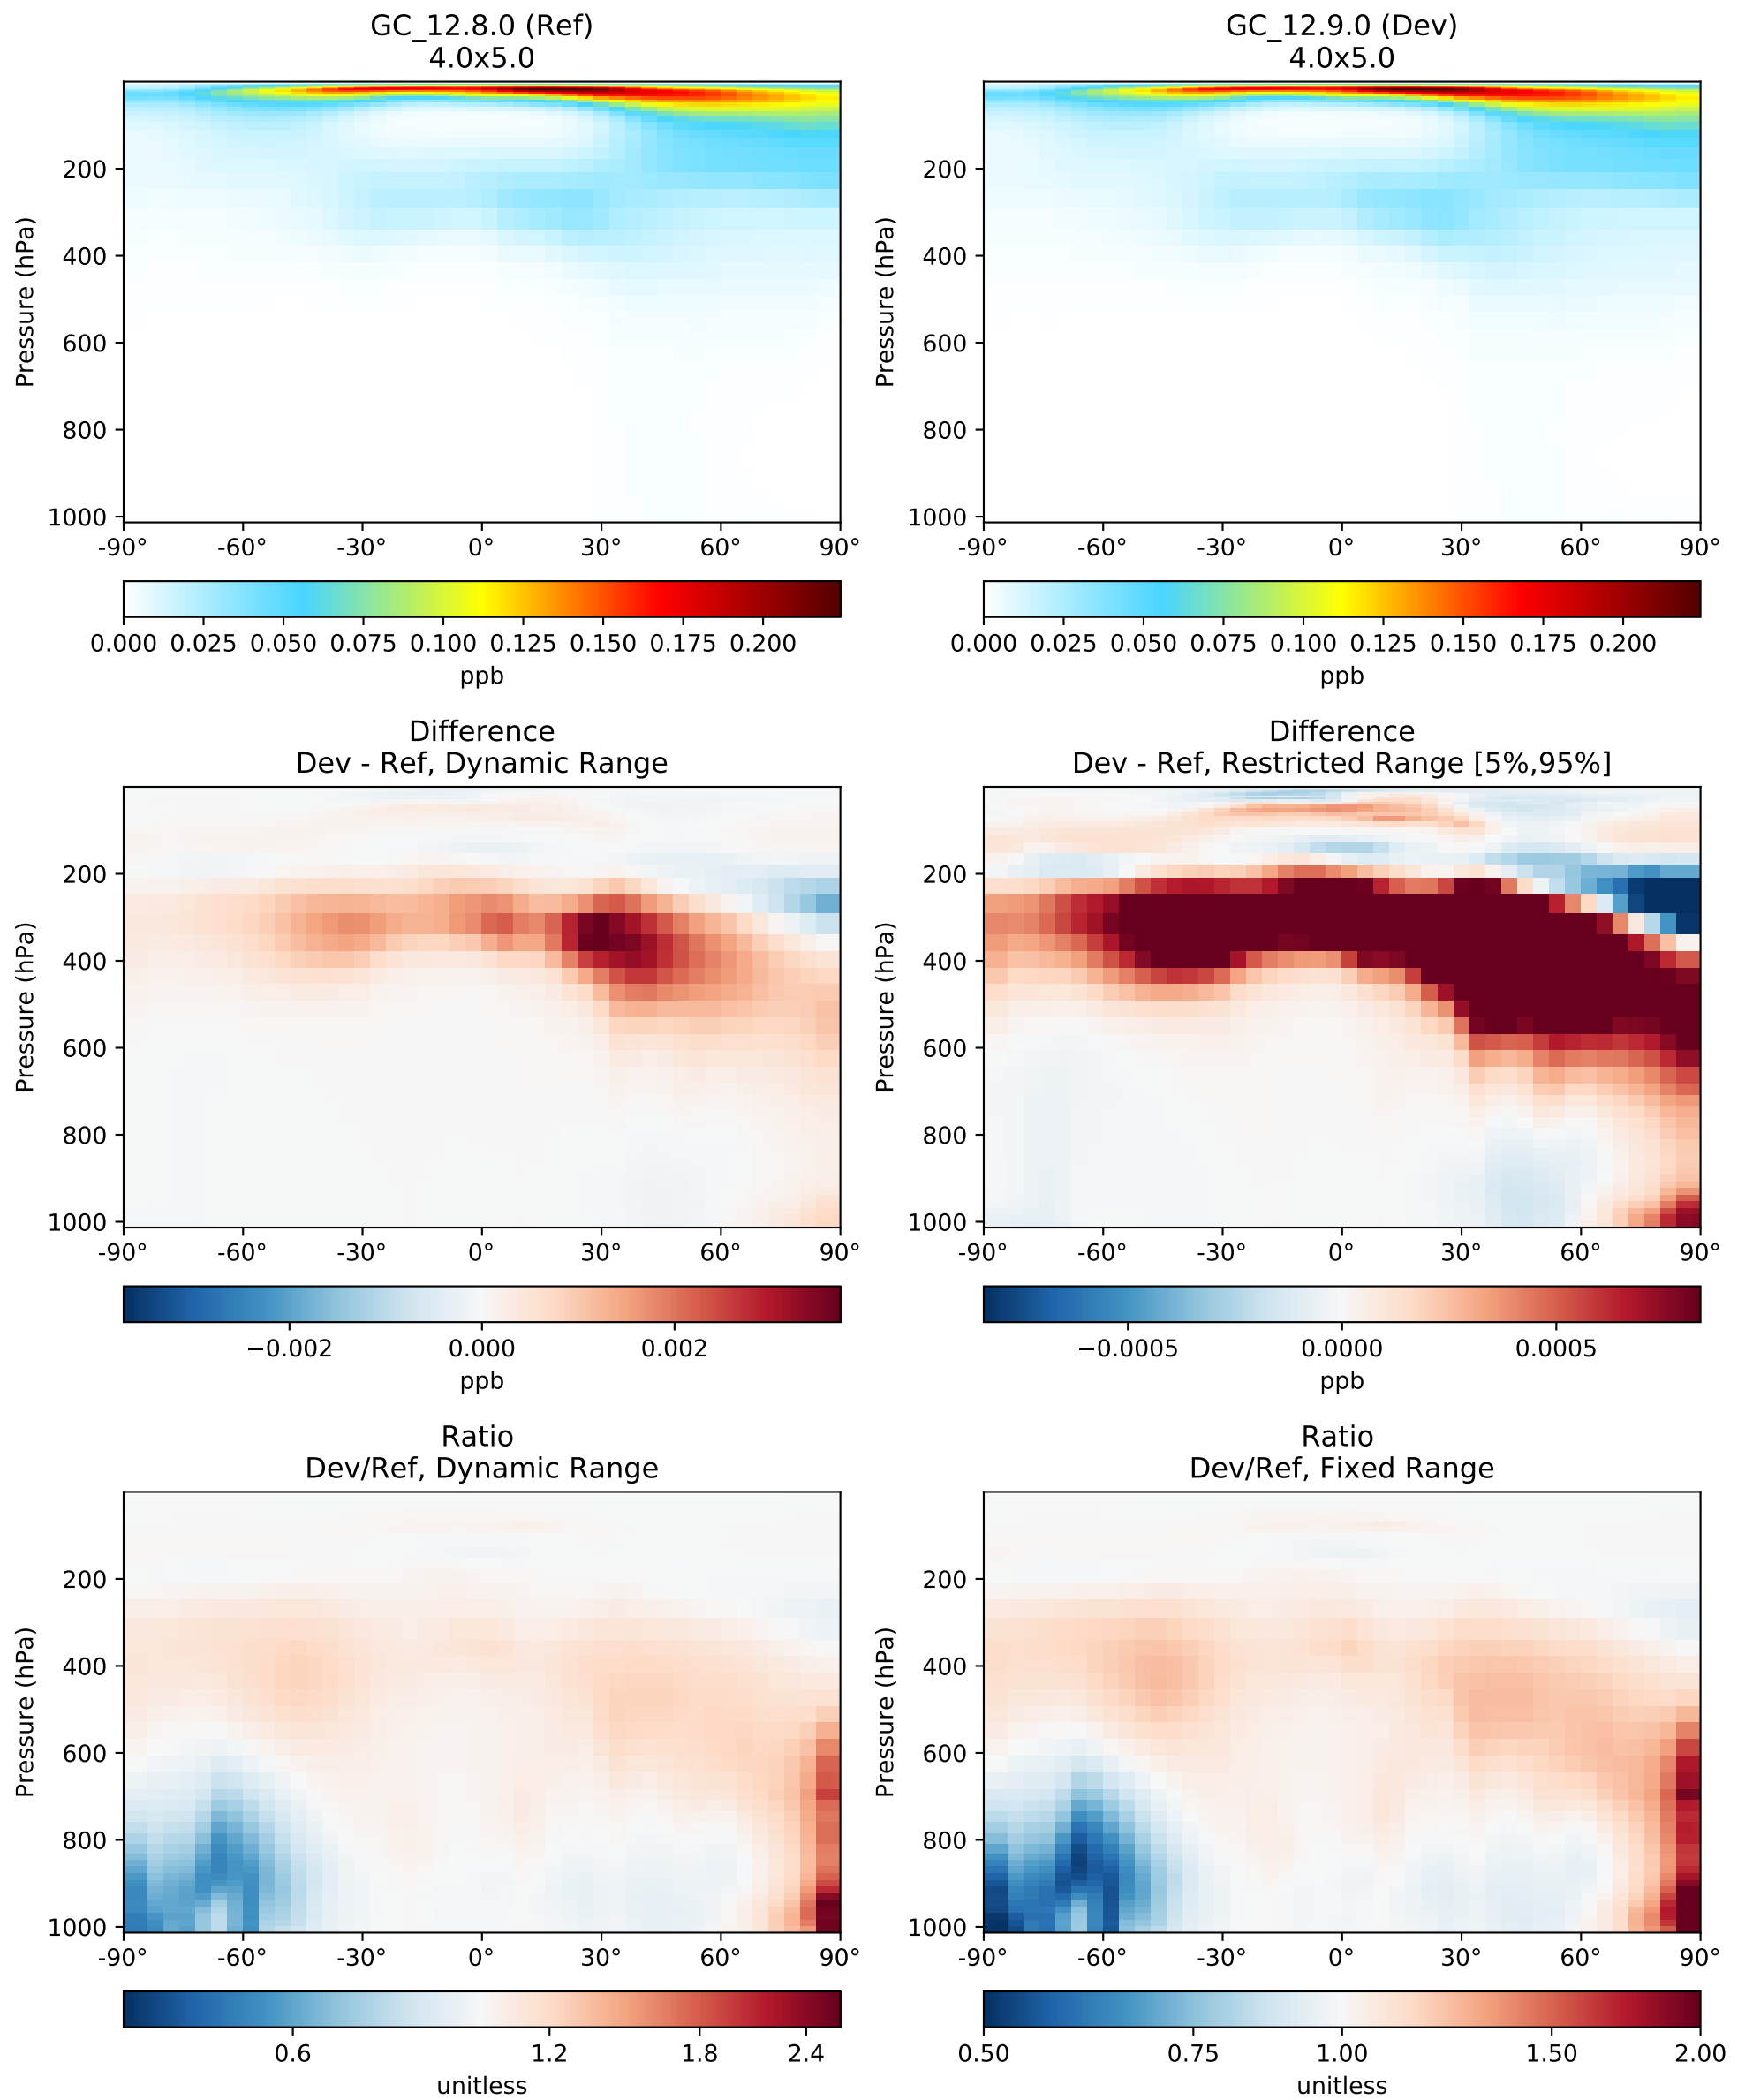 GC_12.8.0 (Ref)
4.0x5.0
Pressure (hPa)
200
400
600
800
1000
-90° -60° -30° 0° 30° 60° 90°
0.000 0.025 0.050 0.075 0.100 0.125 0.150 0.175 0.200
ppb
GC_12.9.0 (Dev)
4.0x5.0
Pressure (hPa)
200
400
600
800
1000
-90° -60° -30° 0° 30° 60° 90°
0.000 0.025 0.050 0.075 0.100 0.125 0.150 0.175 0.200
ppb
Difference
Dev - Ref, Dynamic Range
Pressure (hPa)
200
400
600
800
1000
-90° -60° -30° 0° 30° 60° 90°
−0.002 0.000 0.002
ppb
Difference
Dev - Ref, Restricted Range [5%,95%]
Pressure (hPa)
200
400
600
800
1000
-90° -60° -30° 0° 30° 60° 90°
−0.0005 0.0000 0.0005
ppb
Ratio
Dev/Ref, Dynamic Range
Pressure (hPa)
200
400
600
800
1000
-90° -60° -30° 0° 30° 60° 90°
0.6 1.2 1.8 2.4
unitless
Ratio
Dev/Ref, Fixed Range
Pressure (hPa)
200
400
600
800
1000
-90° -60° -30° 0° 30° 60° 90°
0.50 0.75 1.00 1.50 2.00
unitless